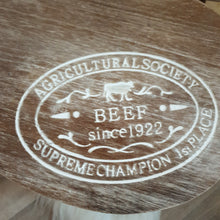 AGRICULTURAL SOCIETY
BEEF
since 1922
SUPREME CHAMPION 1st PLACE